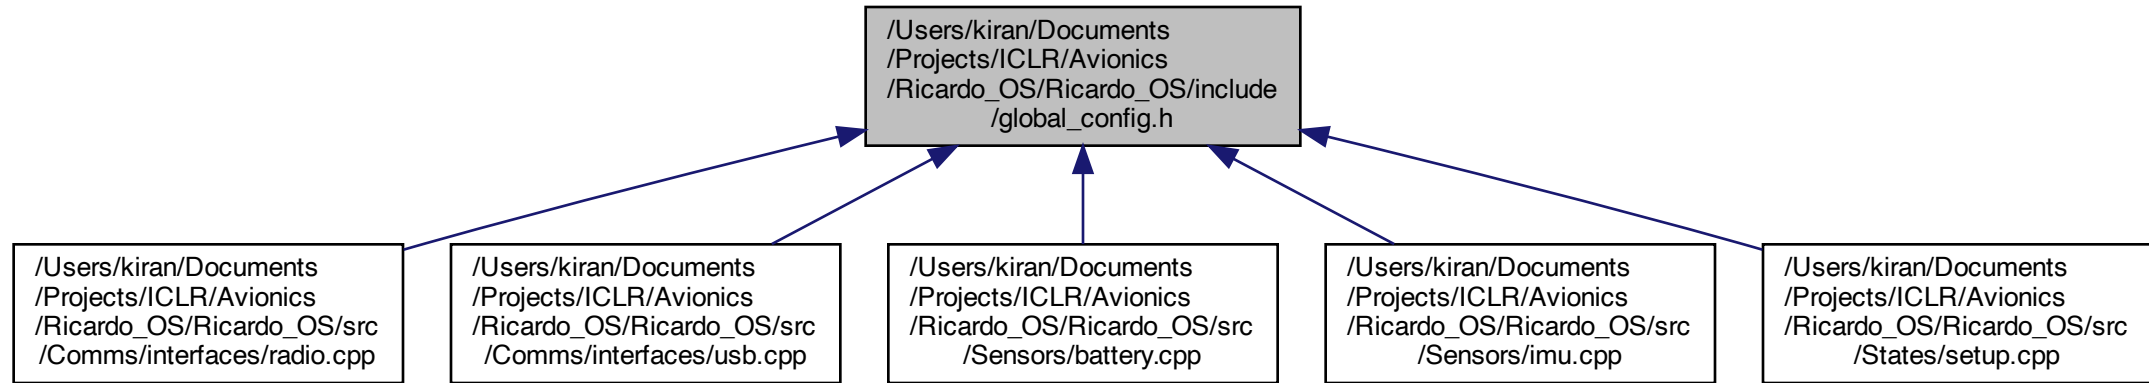 /Users/kiran/Documents
/Projects/ICLR/Avionics
/Ricardo_OS/Ricardo_OS/include
/global_config.h
/Users/kiran/Documents
/Projects/ICLR/Avionics
/Ricardo_OS/Ricardo_OS/src
/Comms/interfaces/radio.cpp
/Users/kiran/Documents
/Projects/ICLR/Avionics
/Ricardo_OS/Ricardo_OS/src
/Comms/interfaces/usb.cpp
/Users/kiran/Documents
/Projects/ICLR/Avionics
/Ricardo_OS/Ricardo_OS/src
/Sensors/battery.cpp
/Users/kiran/Documents
/Projects/ICLR/Avionics
/Ricardo_OS/Ricardo_OS/src
/Sensors/imu.cpp
/Users/kiran/Documents
/Projects/ICLR/Avionics
/Ricardo_OS/Ricardo_OS/src
/States/setup.cpp